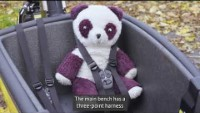 The main bench has a
three-point harness